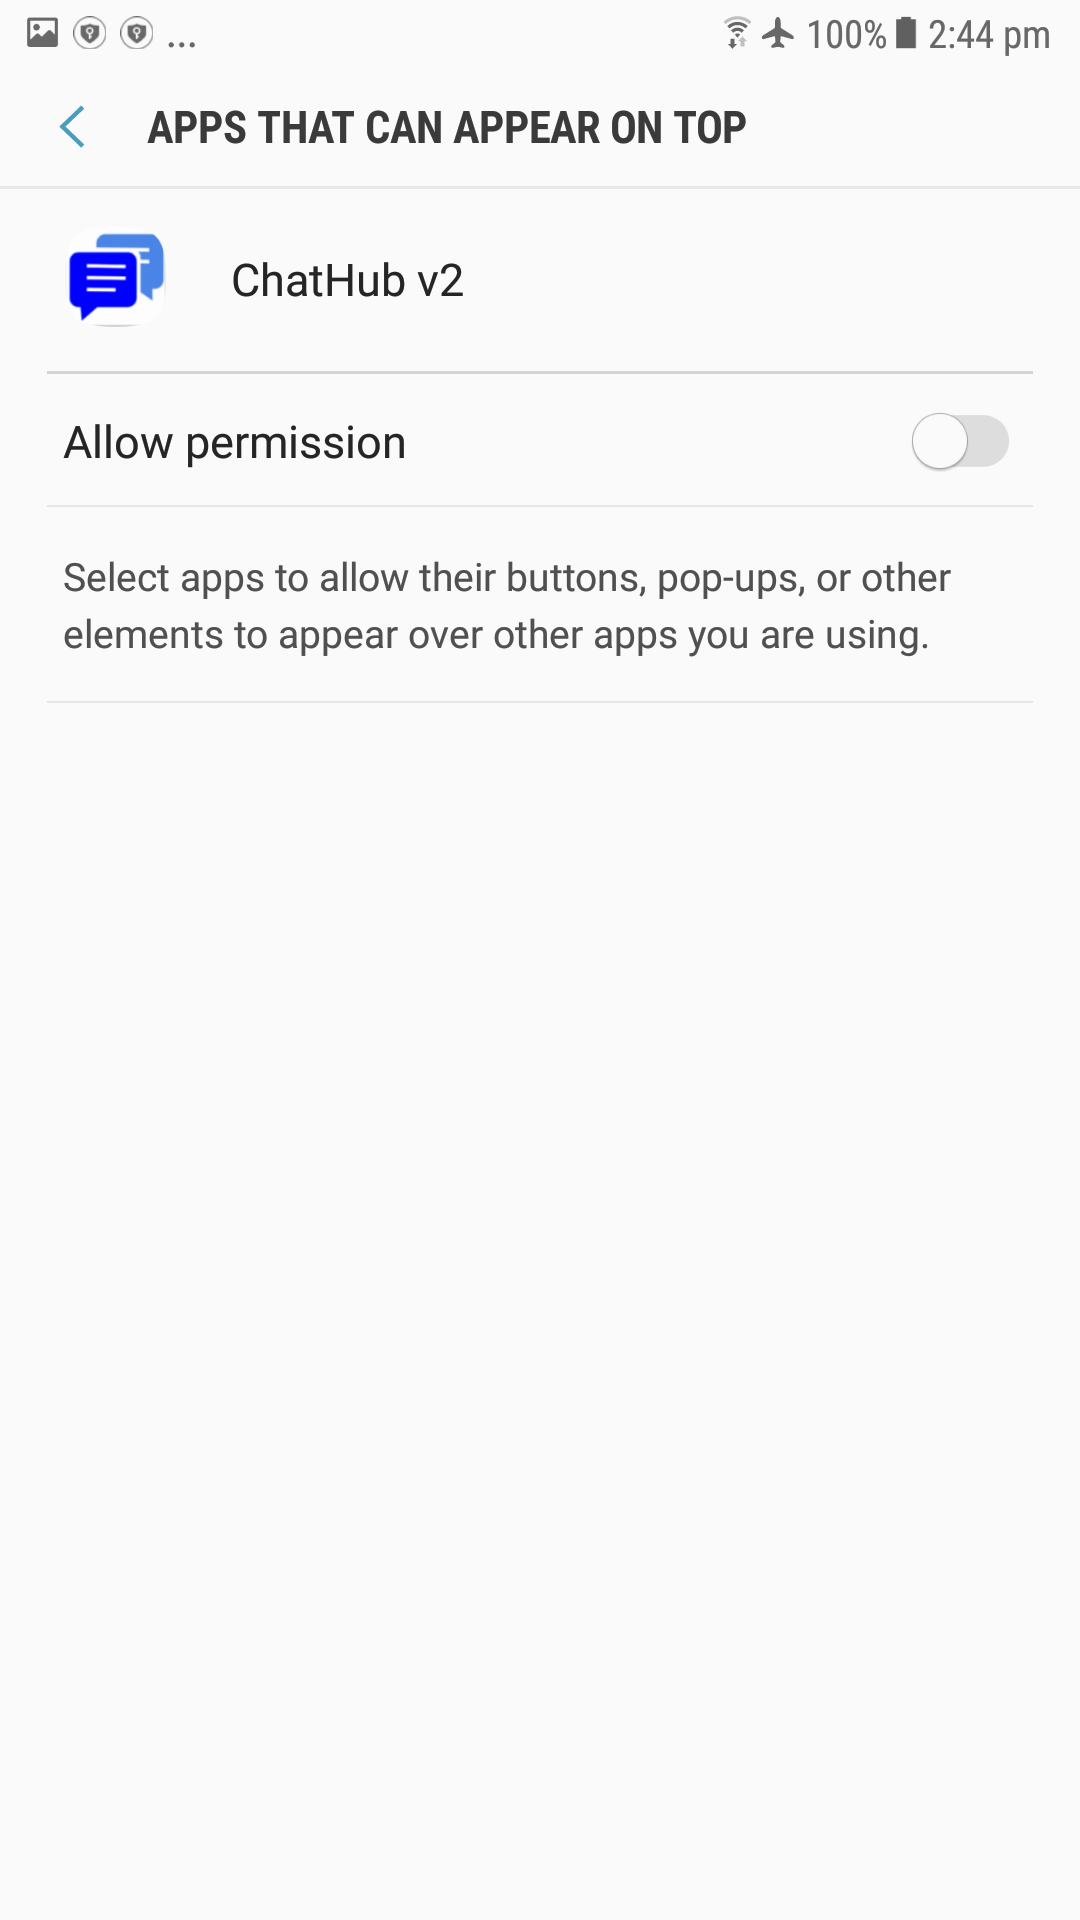 ... 100% 2:44 pm
APPS THAT CAN APPEAR ON TOP
ChatHub v2
Allow permission
Select apps to allow their buttons, pop-ups, or other
elements to appear over other apps you are using.